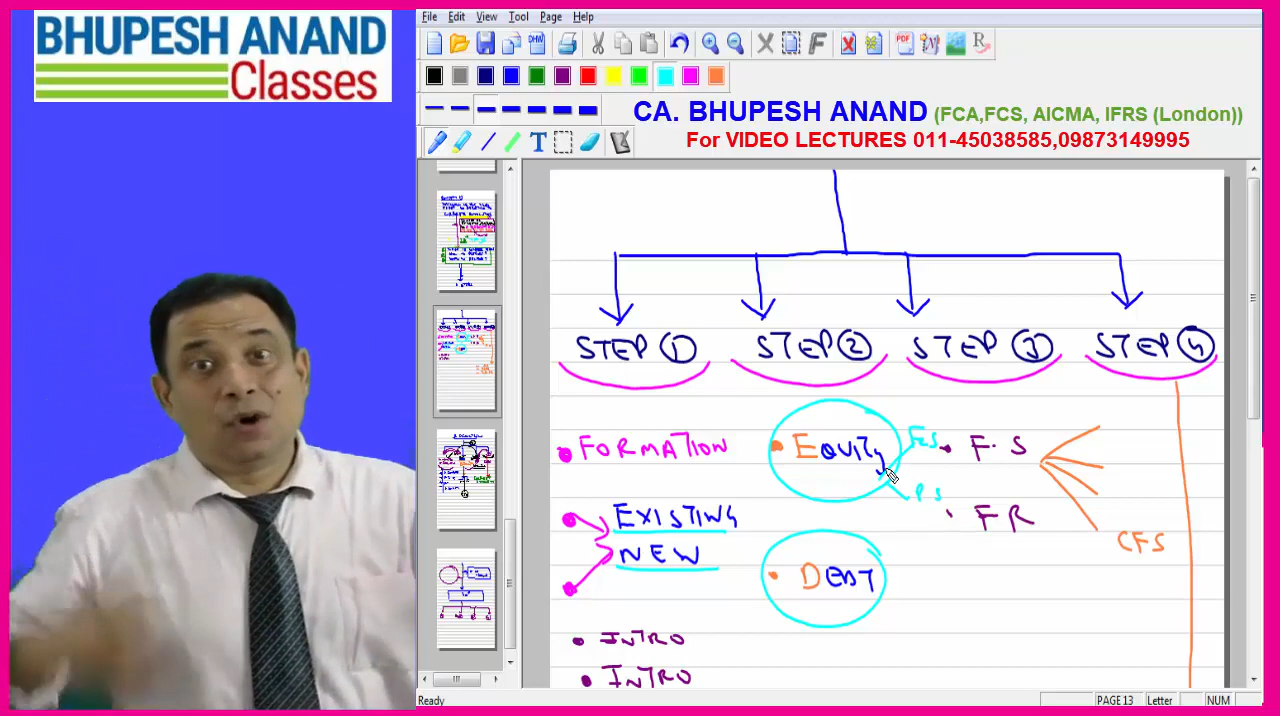 BHUPESH ANAND
Classes
File Edit View Tool Page Help
CA. BHUPESH ANAND (FCA,FCS, AICMA, IFRS (London))
For VIDEO LECTURES 011-45038585,09873149995
STEP ① STEP ② STEP ③ STEP ④
• FORMATION • EQUITY • F.S
EXISTING FR
NEW CFS
• DEBT
• INTRO
• INTRO
Ready PAGE13 Letter NUM